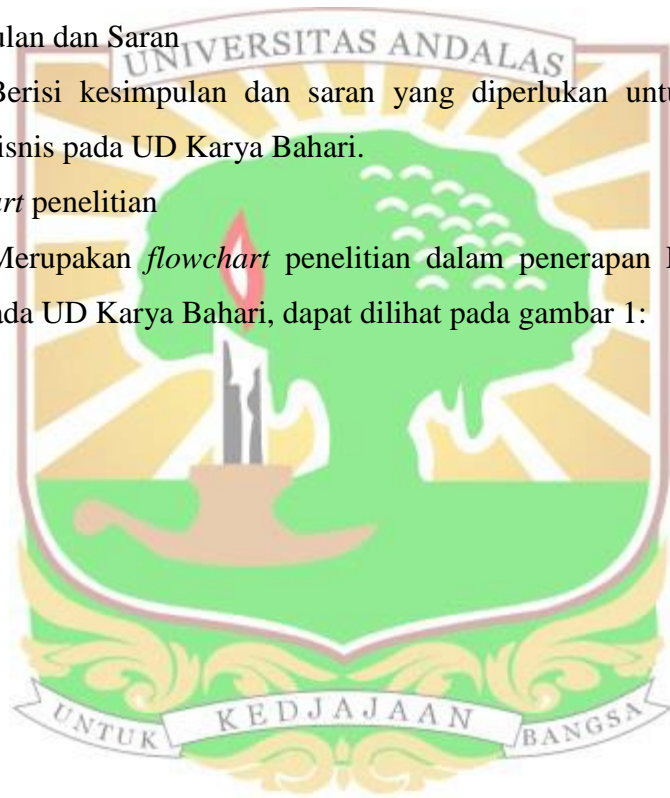 ulan dan Saran
UNIVERSITAS ANDALAS
Berisi kesimpulan dan saran yang diperlukan untu
isnis pada UD Karya Bahari.
art penelitian
Merupakan flowchart penelitian dalam penerapan
ada UD Karya Bahari, dapat dilihat pada gambar 1:
UNTUK KEDJAJAAN BANGSA